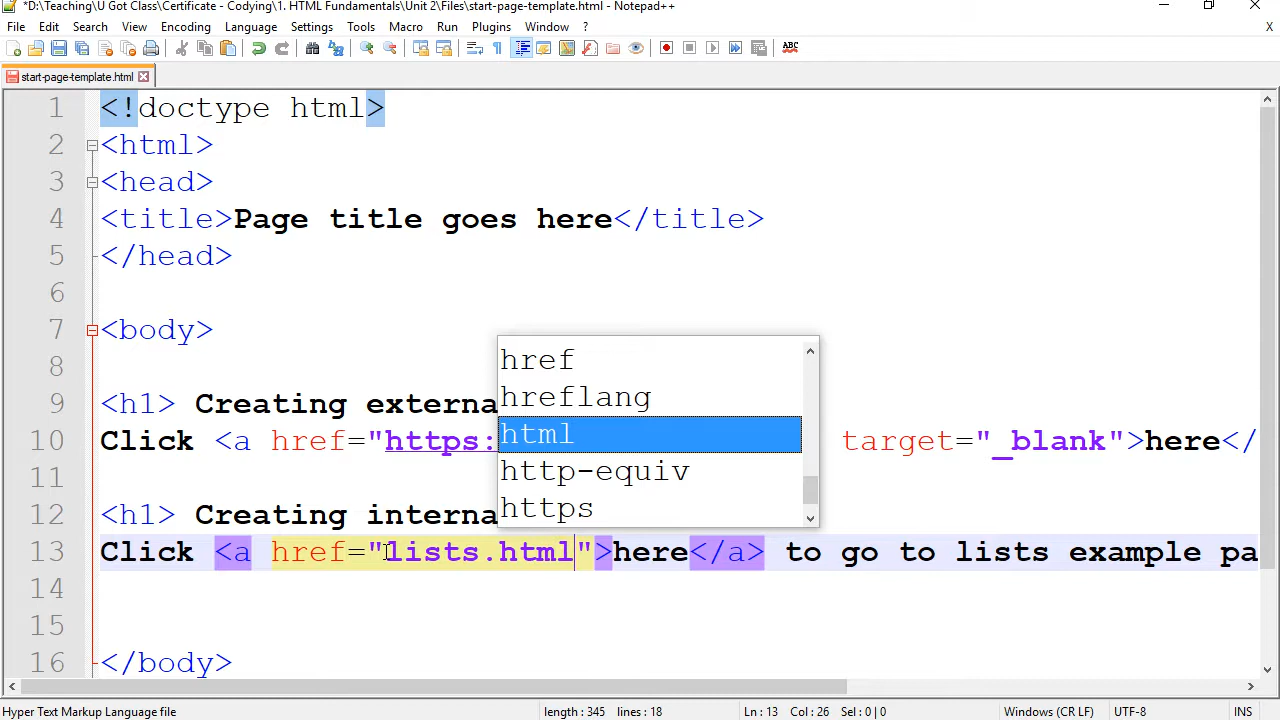 *D:\Teaching\U Got Class\Certificate - Codying\1. HTML Fundamentals\Unit 2\Files\start-page-template.html - Notepad++
File Edit Search View Encoding Language Settings Tools Macro Run Plugins Window ? X
ABC
start-page-template.html
1 <!doctype html>
2 <html>
3 <head>
4 <title>Page title goes here</title>
5 </head>
6
7 <body>
8
href
hreflang
9 <h1> Creating externa
html
10 Click <a href="https: target="_blank">here</
http-equiv
11
https
12 <h1> Creating interna
13 Click <a href="lists.html">here</a> to go to lists example pa
14
15
16 </body>
Hyper Text Markup Language file length : 345 lines : 18 Ln : 13 Col : 26 Sel : 0 | 0 Windows (CR LF) UTF-8 INS